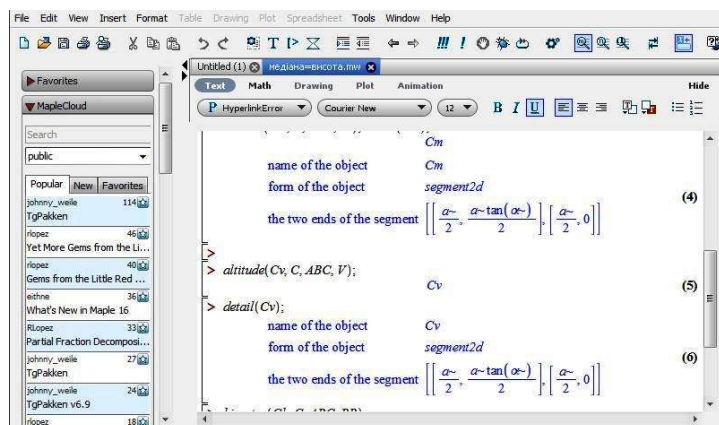 File Edit View Insert Format Table Drawing Plot Spreadsheet Tools Window Help
Untitled (1)
медіана=висота.mw
Text Math Drawing Plot Animation Hide
P HyperlinkError Courier New 12 B I U
Favorites
MapleCloud
Search
public
Popular New Favorites
johnny_weile 114
TgPakken
rlopez 46
Yet More Gems from the Li...
rlopez 40
Gems from the Little Red ...
eithne 36
What's New in Maple 16
RLopez 33
Partial Fraction Decomposi...
johnny_weile 27
TgPakken
johnny_weile 24
TgPakken v6.9
rlopez 18
Cm
name of the object Cm
form of the object segment2d
the two ends of the segment [[a~/2, a~tan(α~)/2], [a~/2, 0]] (4)
>
> altitude(Cv, C, ABC, V);
Cv (5)
> detail(Cv);
name of the object Cv
form of the object segment2d
the two ends of the segment [[a~/2, a~tan(α~)/2], [a~/2, 0]] (6)